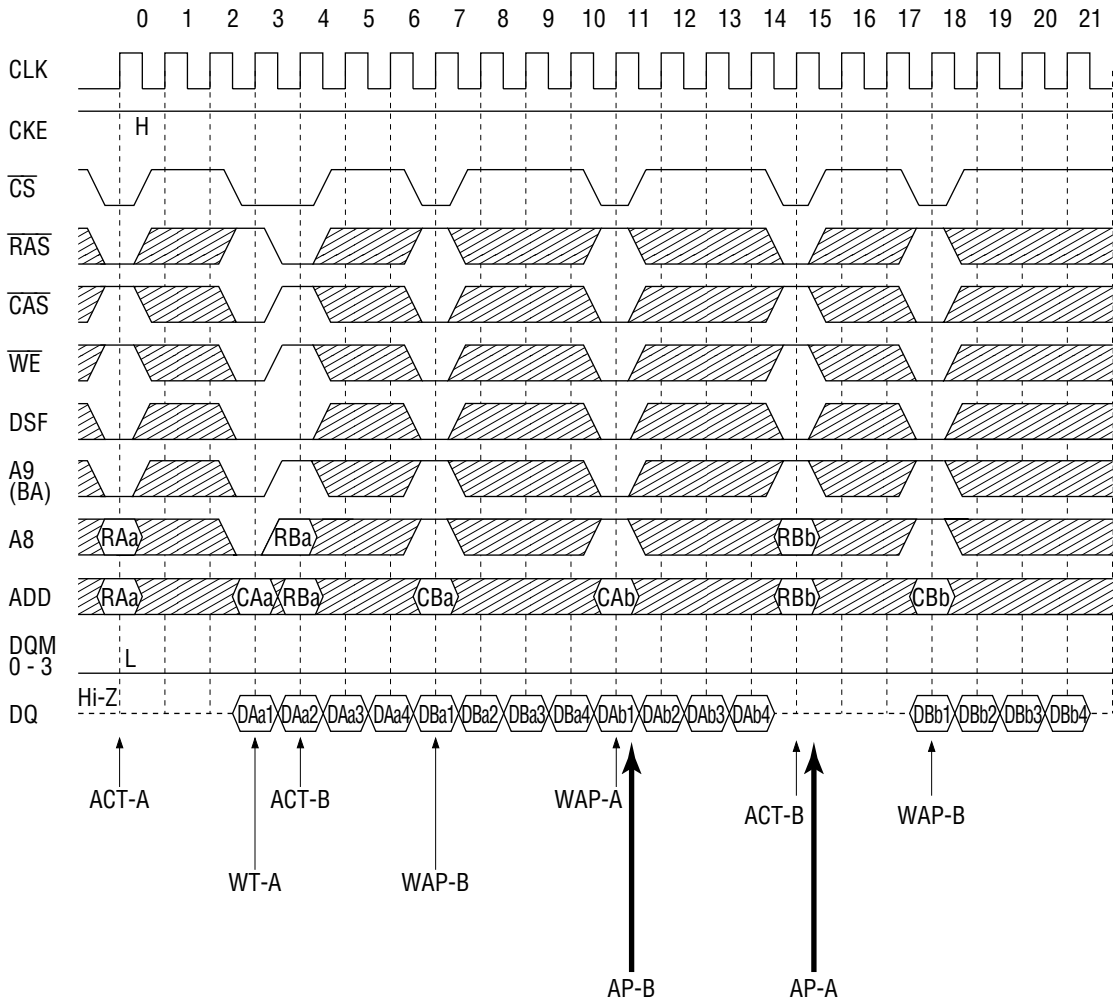 0 1 2 3 4 5 6 7 8 9 10 11 12 13 14 15 16 17 18 19 20 21
CLK
CKE H
CS
RAS
CAS
WE
DSF
A9
(BA)
A8 RAa RBa RBb
ADD RAa CAa RBa CBa CAb RBb CBb
DQM
0 - 3 L
Hi-Z
DQ DAa1 DAa2 DAa3 DAa4 DBa1 DBa2 DBa3 DBa4 DAb1 DAb2 DAb3 DAb4 DBb1 DBb2 DBb3 DBb4
ACT-A ACT-B WAP-A ACT-B WAP-B
WT-A WAP-B
AP-B AP-A